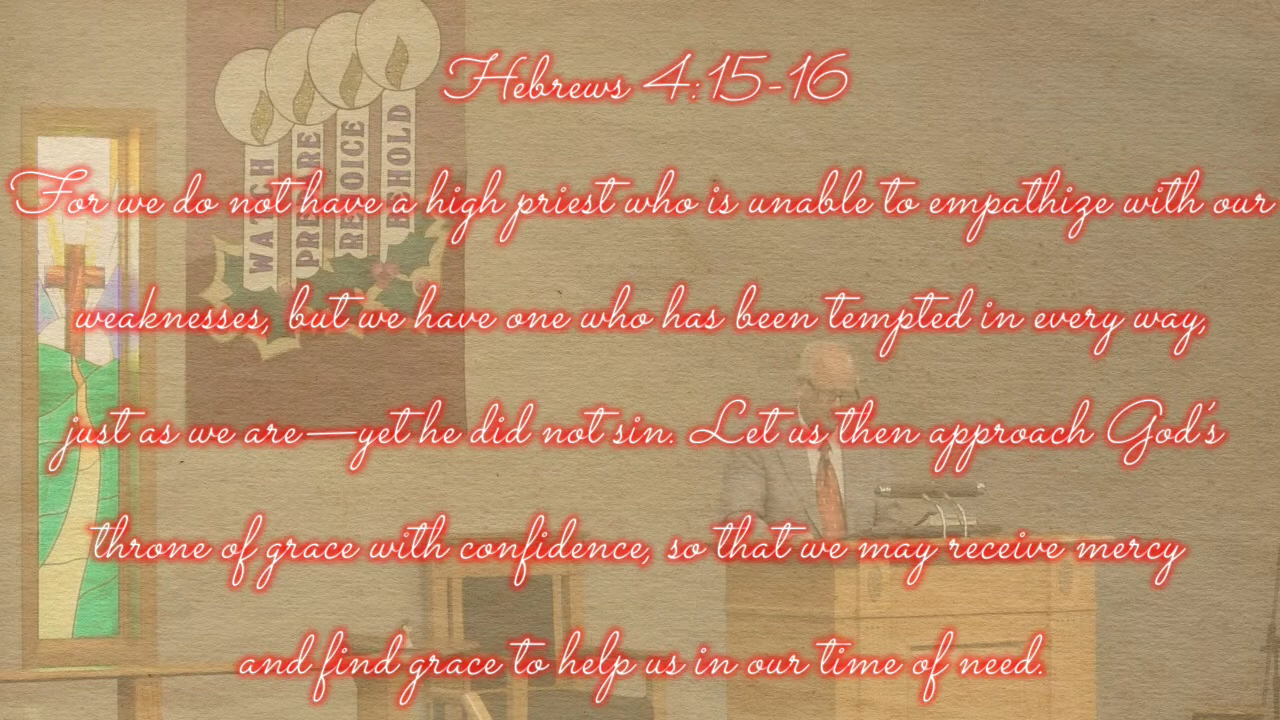 Hebrews 4:15-16
For we do not have a high priest who is unable to empathize with our
weaknesses, but we have one who has been tempted in every way,
just as we are—yet he did not sin. Let us then approach God's
throne of grace with confidence, so that we may receive mercy
and find grace to help us in our time of need.
WATCH
PREPARE
REJOICE
BEHOLD